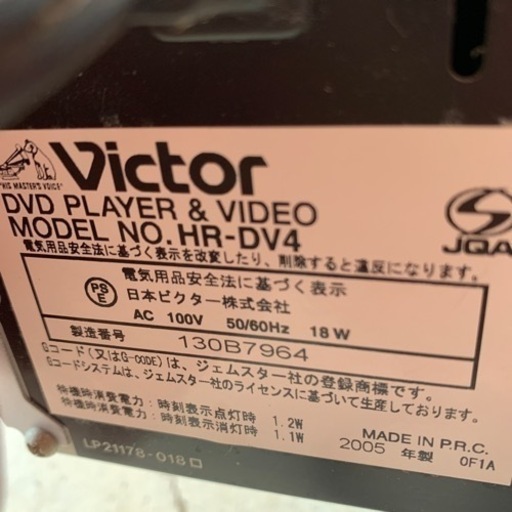 "HIS MASTER'S VOICE"
Victor
DVD PLAYER & VIDEO
MODEL NO. HR-DV4
JQA
電気用品安全法に基づく表示を改変したり、削除すると違反になります。
PS
E
電気用品安全法に基づく表示
日本ビクター株式会社
AC 100V 50/60Hz 18W
製造番号 130B7964
Gコード(又はG-CODE)は、ジェムスター社の登録商標です。
Gコードシステムは、ジェムスター社のライセンスに基づいて生産しております。
待機時消費電力:時刻表示点灯時 1.2W
待機時消費電力:時刻表示消灯時 1.1W
MADE IN P.R.C.
2005 年製 0F1A
LP21178-018